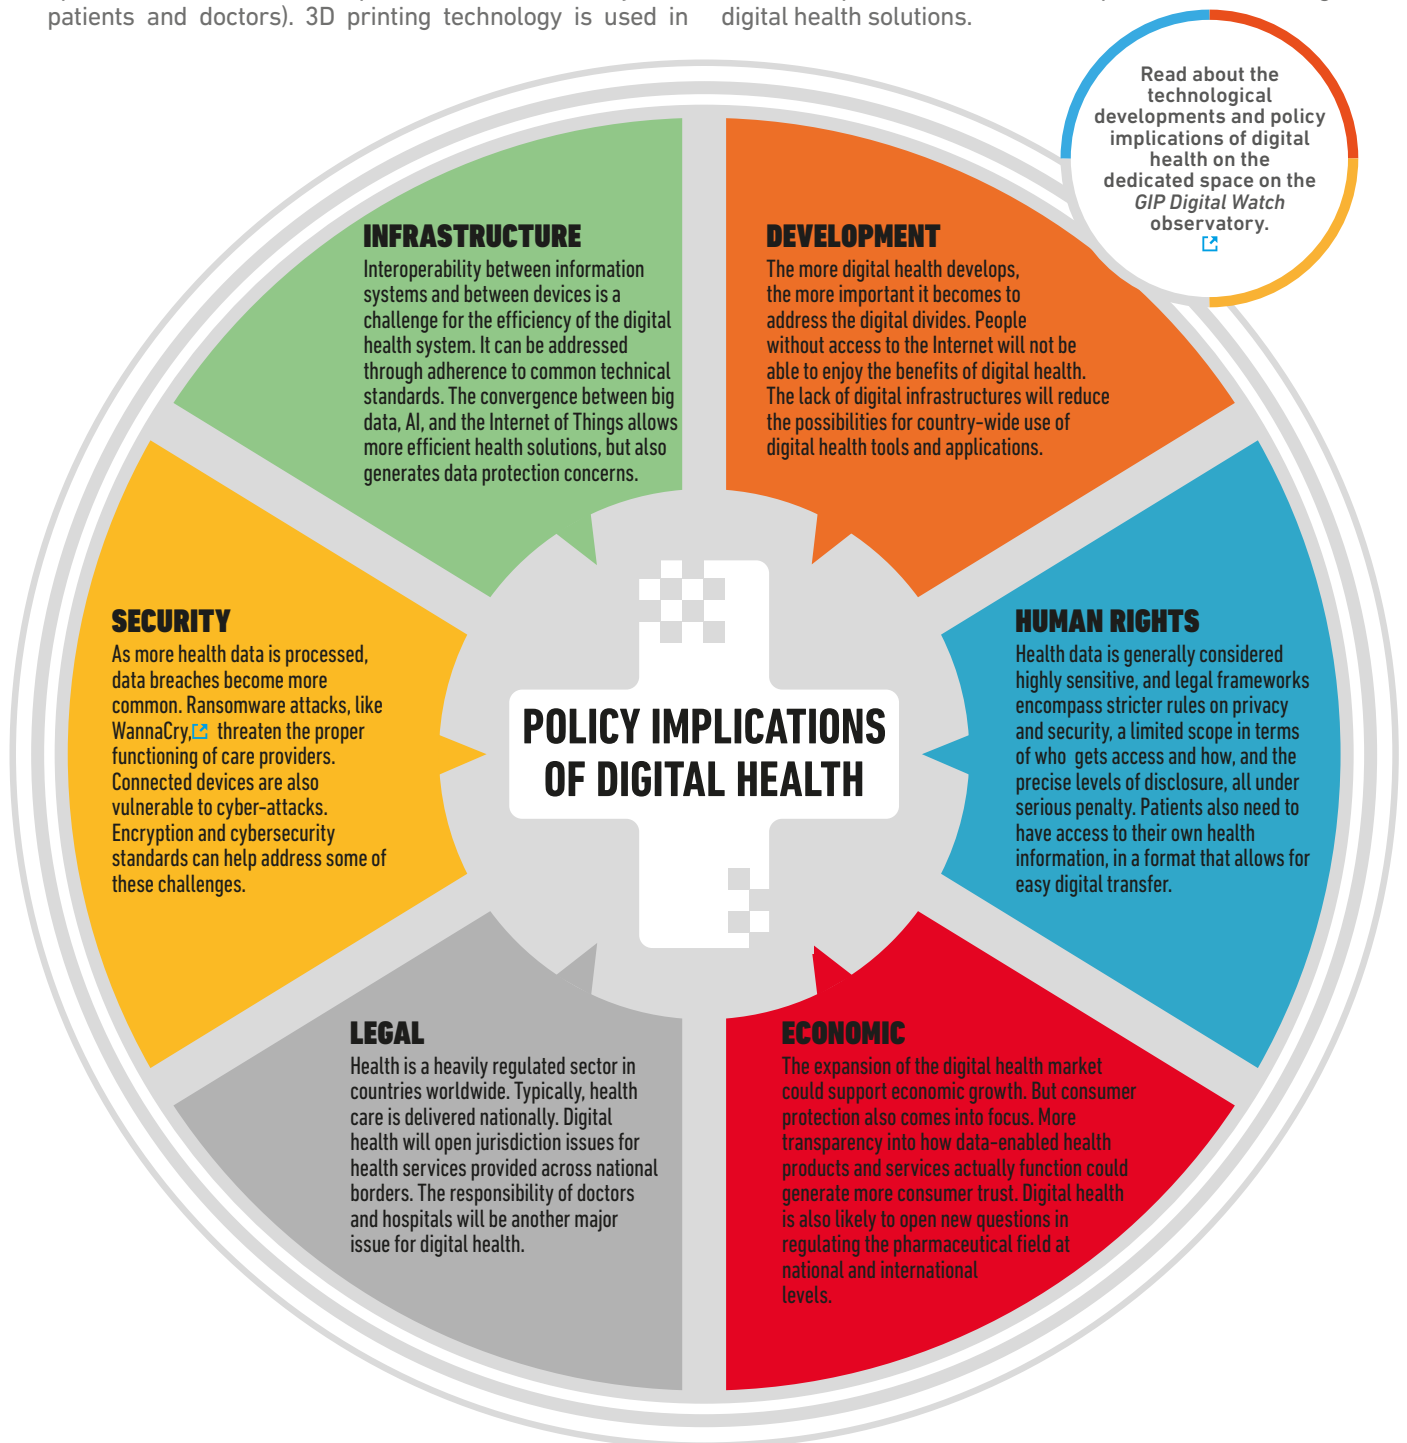 patients and doctors). 3D printing technology is used in
digital health solutions.
Read about the
technological
developments and policy
implications of digital
health on the
dedicated space on the
GIP Digital Watch
observatory.
INFRASTRUCTURE
Interoperability between information
systems and between devices is a
challenge for the efficiency of the digital
health system. It can be addressed
through adherence to common technical
standards. The convergence between big
data, AI, and the Internet of Things allows
more efficient health solutions, but also
generates data protection concerns.
DEVELOPMENT
The more digital health develops,
the more important it becomes to
address the digital divides. People
without access to the Internet will not be
able to enjoy the benefits of digital health.
The lack of digital infrastructures will reduce
the possibilities for country-wide use of
digital health tools and applications.
SECURITY
As more health data is processed,
data breaches become more
common. Ransomware attacks, like
WannaCry, threaten the proper
functioning of care providers.
Connected devices are also
vulnerable to cyber-attacks.
Encryption and cybersecurity
standards can help address some of
these challenges.
POLICY IMPLICATIONS
OF DIGITAL HEALTH
HUMAN RIGHTS
Health data is generally considered
highly sensitive, and legal frameworks
encompass stricter rules on privacy
and security, a limited scope in terms
of who gets access and how, and the
precise levels of disclosure, all under
serious penalty. Patients also need to
have access to their own health
information, in a format that allows for
easy digital transfer.
LEGAL
Health is a heavily regulated sector in
countries worldwide. Typically, health
care is delivered nationally. Digital
health will open jurisdiction issues for
health services provided across national
borders. The responsibility of doctors
and hospitals will be another major
issue for digital health.
ECONOMIC
The expansion of the digital health market
could support economic growth. But consumer
protection also comes into focus. More
transparency into how data-enabled health
products and services actually function could
generate more consumer trust. Digital health
is also likely to open new questions in
regulating the pharmaceutical field at
national and international
levels.